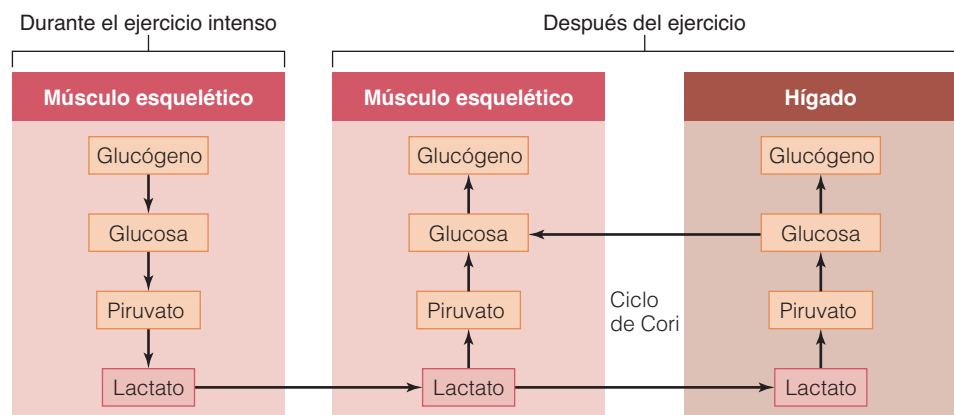 Durante el ejercicio intenso
Después del ejercicio
Músculo esquelético
Músculo esquelético
Hígado
Glucógeno
Glucógeno
Glucógeno
Glucosa
Glucosa
Glucosa
Piruvato
Piruvato
Ciclo
de Cori
Piruvato
Lactato
Lactato
Lactato